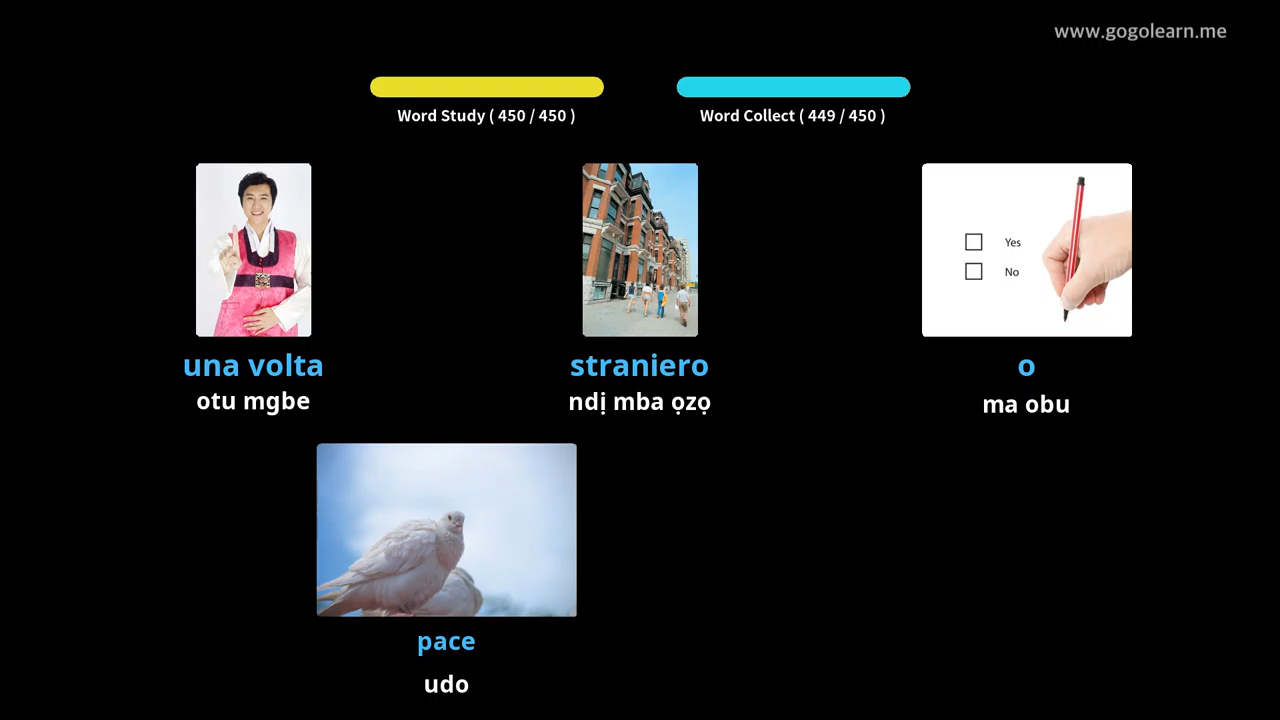 www.gogolearn.me
Word Study ( 450 / 450 )
Word Collect ( 449 / 450 )
Yes
No
una volta
straniero
o
otu mgbe
ndị mba ọzọ
ma obu
pace
udo